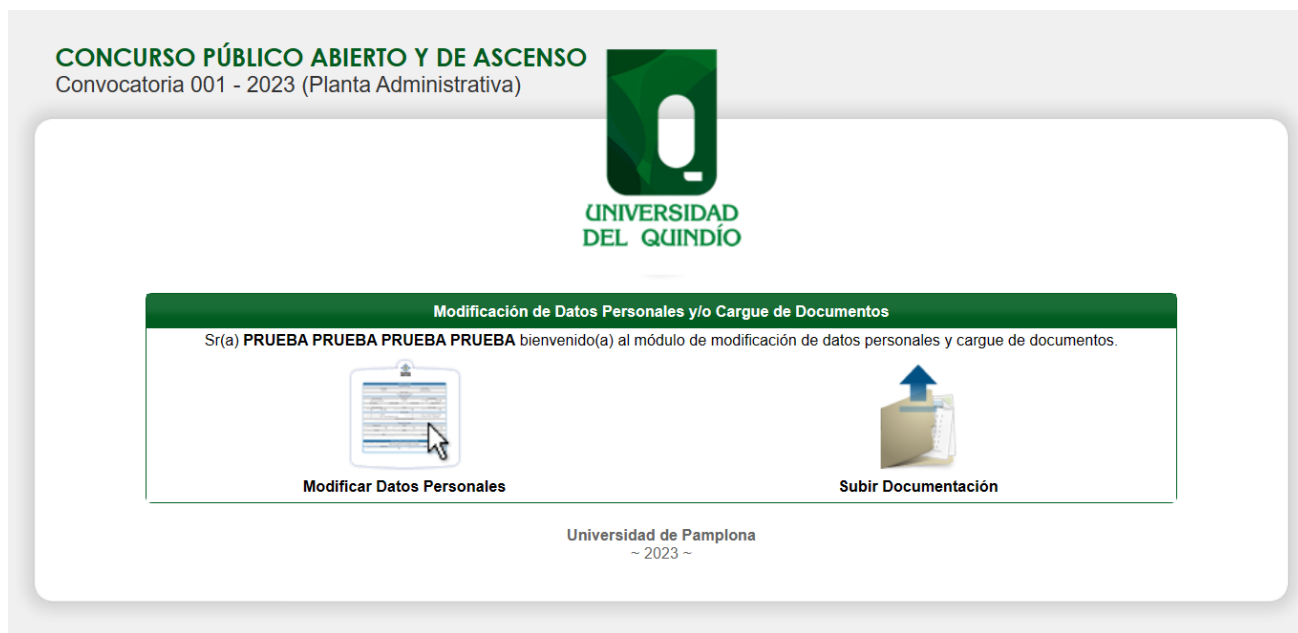 CONCURSO PÚBLICO ABIERTO Y DE ASCENSO
Convocatoria 001 - 2023 (Planta Administrativa)
UNIVERSIDAD
DEL QUINDÍO
Modificación de Datos Personales y/o Cargue de Documentos
Sr(a) PRUEBA PRUEBA PRUEBA PRUEBA bienvenido(a) al módulo de modificación de datos personales y cargue de documentos.
Modificar Datos Personales
Subir Documentación
Universidad de Pamplona
~ 2023 ~